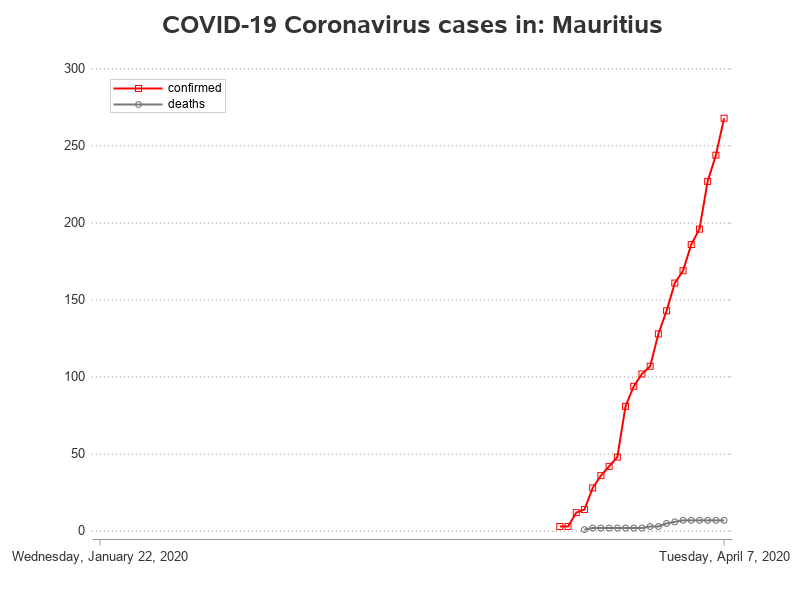 COVID-19 Coronavirus cases in: Mauritius
300
confirmed
deaths
250
200
150
100
50
0
Wednesday, January 22, 2020 Tuesday, April 7, 2020